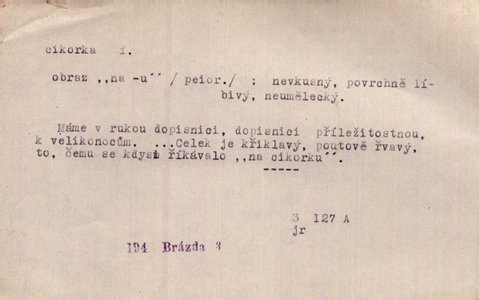 cikorka f.
obraz ,,na -u´´ / peior./ : nevkusný, povrchně lí-
bivý, neumělecký.
Máme v rukou dopisnici, dopisnici příležitostnou,
k velikonocům. ...Celek je křiklavý, poutově řvavý,
to, čemu se kdysi říkávalo ,,na cikorku´´.
-----
3 127 A
jr
194 Brázda 3